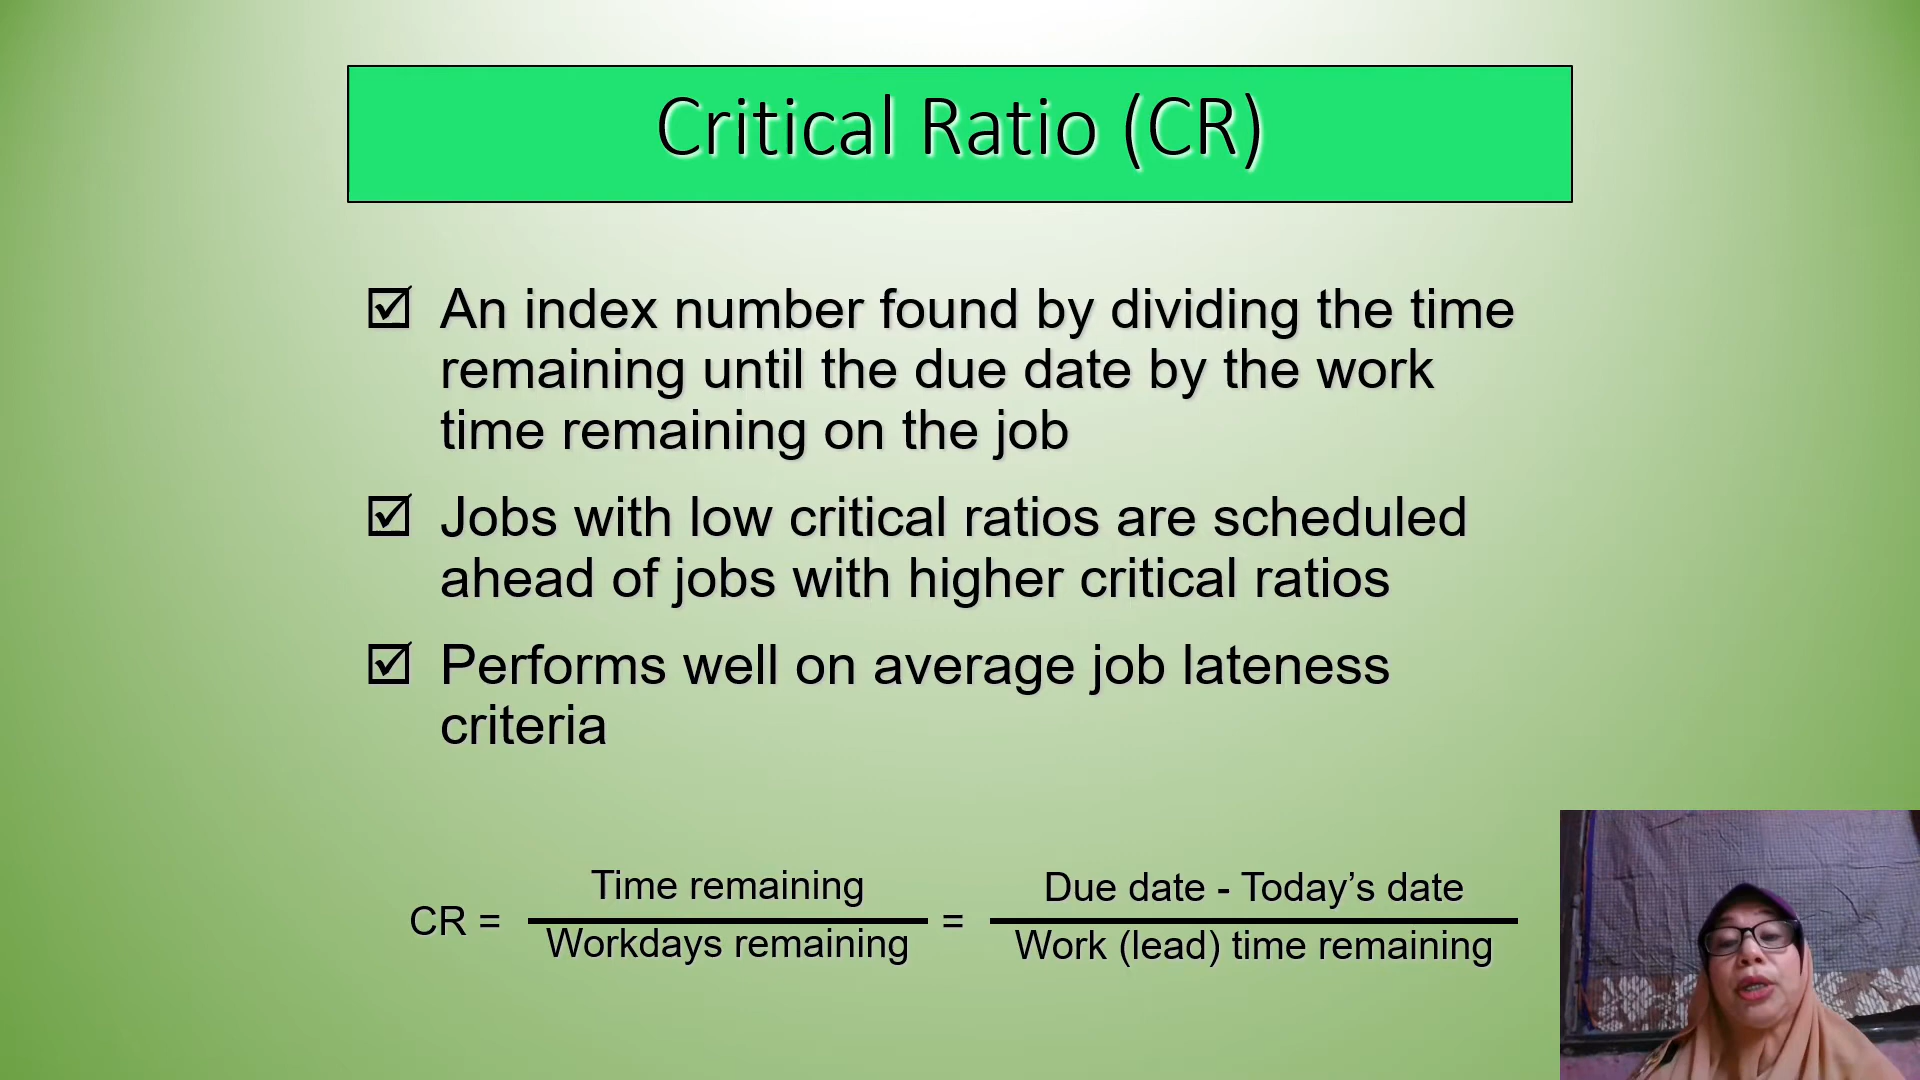 Critical Ratio (CR)
☑ An index number found by dividing the time
remaining until the due date by the work
time remaining on the job
☑ Jobs with low critical ratios are scheduled
ahead of jobs with higher critical ratios
☑ Performs well on average job lateness
criteria
CR = Time remaining / Workdays remaining = Due date - Today’s date / Work (lead) time remaining